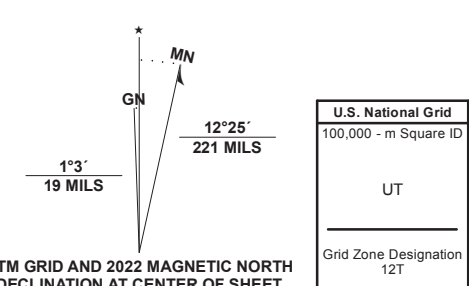 ★
MN
GN
12°25´
221 MILS
1°3´
19 MILS
TM GRID AND 2022 MAGNETIC NORTH
DECLINATION AT CENTER OF SHEET
U.S. National Grid
100,000 - m Square ID
UT
Grid Zone Designation
12T